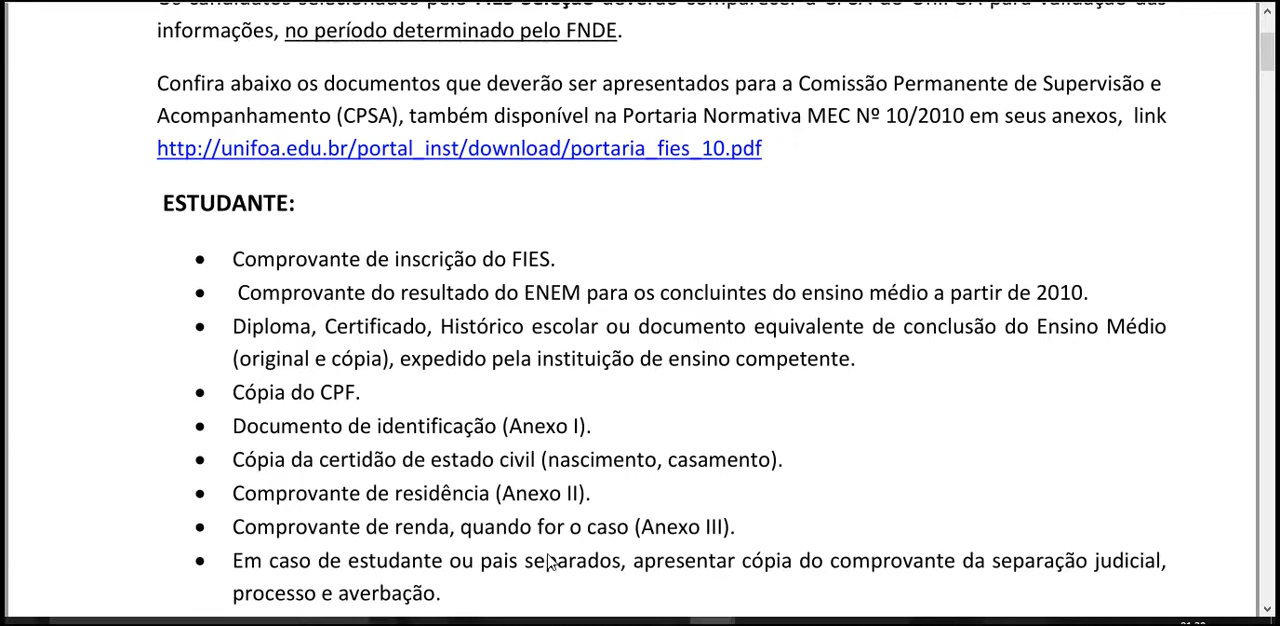 informações, no período determinado pelo FNDE.
Confira abaixo os documentos que deverão ser apresentados para a Comissão Permanente de Supervisão e
Acompanhamento (CPSA), também disponível na Portaria Normativa MEC Nº 10/2010 em seus anexos, link
http://unifoa.edu.br/portal_inst/download/portaria_fies_10.pdf
ESTUDANTE:
• Comprovante de inscrição do FIES.
• Comprovante do resultado do ENEM para os concluintes do ensino médio a partir de 2010.
• Diploma, Certificado, Histórico escolar ou documento equivalente de conclusão do Ensino Médio
(original e cópia), expedido pela instituição de ensino competente.
• Cópia do CPF.
• Documento de identificação (Anexo I).
• Cópia da certidão de estado civil (nascimento, casamento).
• Comprovante de residência (Anexo II).
• Comprovante de renda, quando for o caso (Anexo III).
• Em caso de estudante ou pais separados, apresentar cópia do comprovante da separação judicial,
processo e averbação.